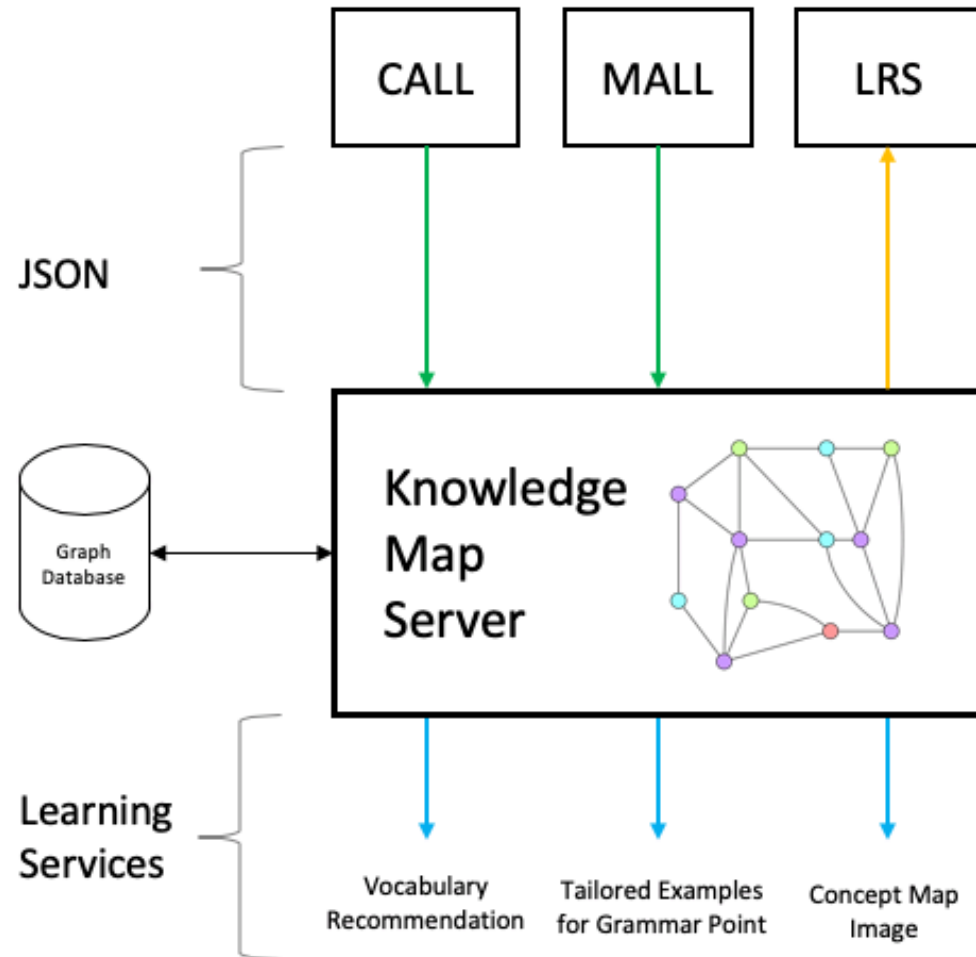 CALL
MALL
LRS
JSON
Knowledge
Map
Server
Graph
Database
Learning
Services
Vocabulary
Recommendation
Tailored Examples
for Grammar Point
Concept Map
Image